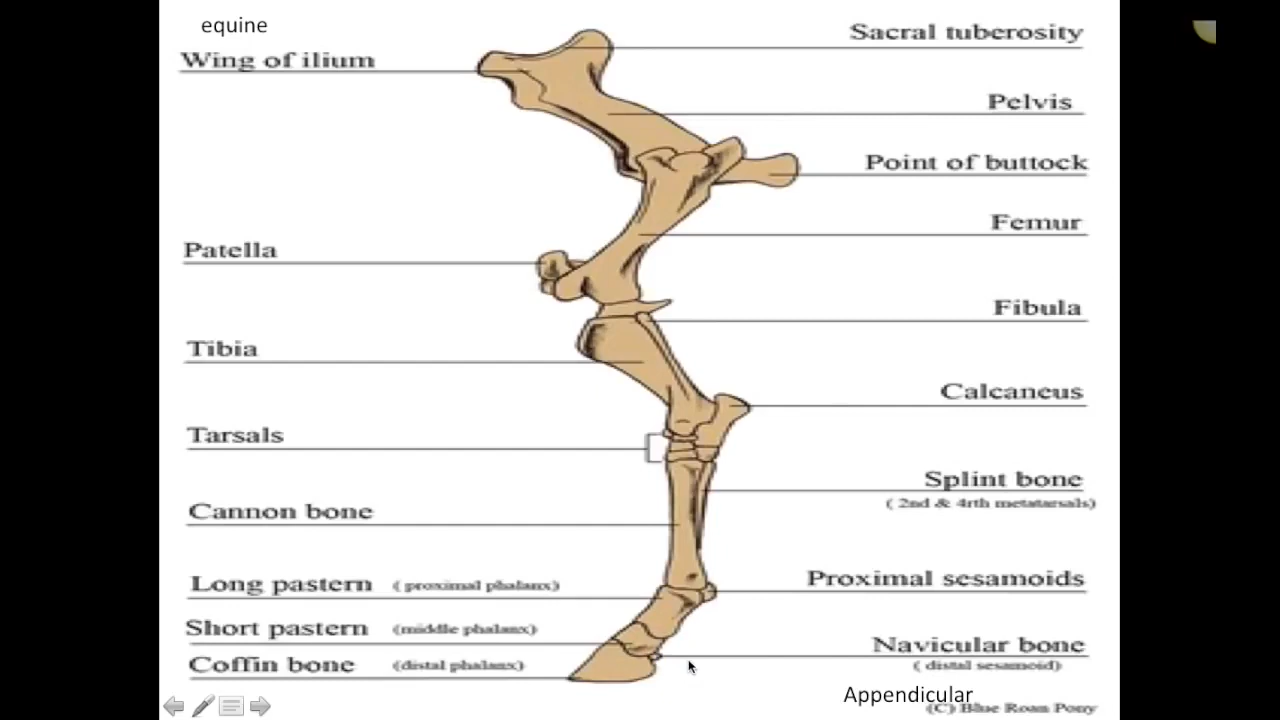 equine
Sacral tuberosity
Wing of ilium
Pelvis
Point of buttock
Femur
Patella
Fibula
Tibia
Calcaneus
Tarsals
Splint bone
( 2nd & 4rth metatarsals)
Cannon bone
Proximal sesamoids
Long pastern ( proximal phalanx)
Short pastern (middle phalanx)
Navicular bone
Coffin bone (distal phalanx)
( distal sesamoid)
Appendicular
(C) Blue Roan Pony